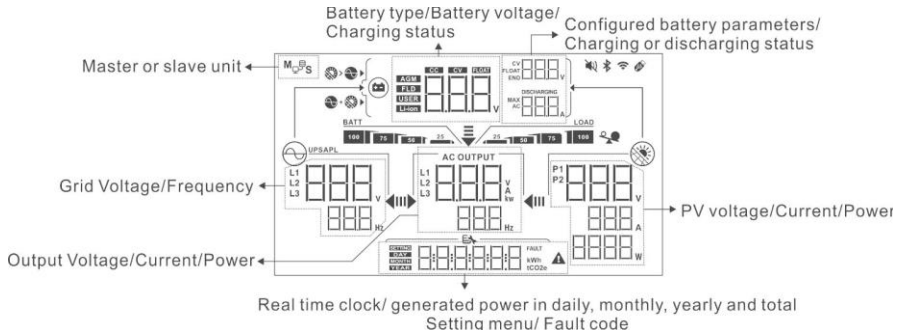 Battery type/Battery voltage/
Charging status
Configured battery parameters/
Charging or discharging status
Master or slave unit
M S
CC CV FLOAT
AGM
FLD
USER
Li-ion
V
CV
FLOAT
END
V
DISCHARGING
MAX
AC
A
BATT
LOAD
100 75 50 25
25 50 75 100
UPSAPL
L1
L2
L3
V
Hz
AC OUTPUT
L1
L2
L3
V
A
kw
Hz
P1
P2
V
A
W
Grid Voltage/Frequency
PV voltage/Current/Power
Output Voltage/Current/Power
SETTING
DAY
MONTH
YEAR
FAULT
kWh
tCO2e
Real time clock/ generated power in daily, monthly, yearly and total
Setting menu/ Fault code